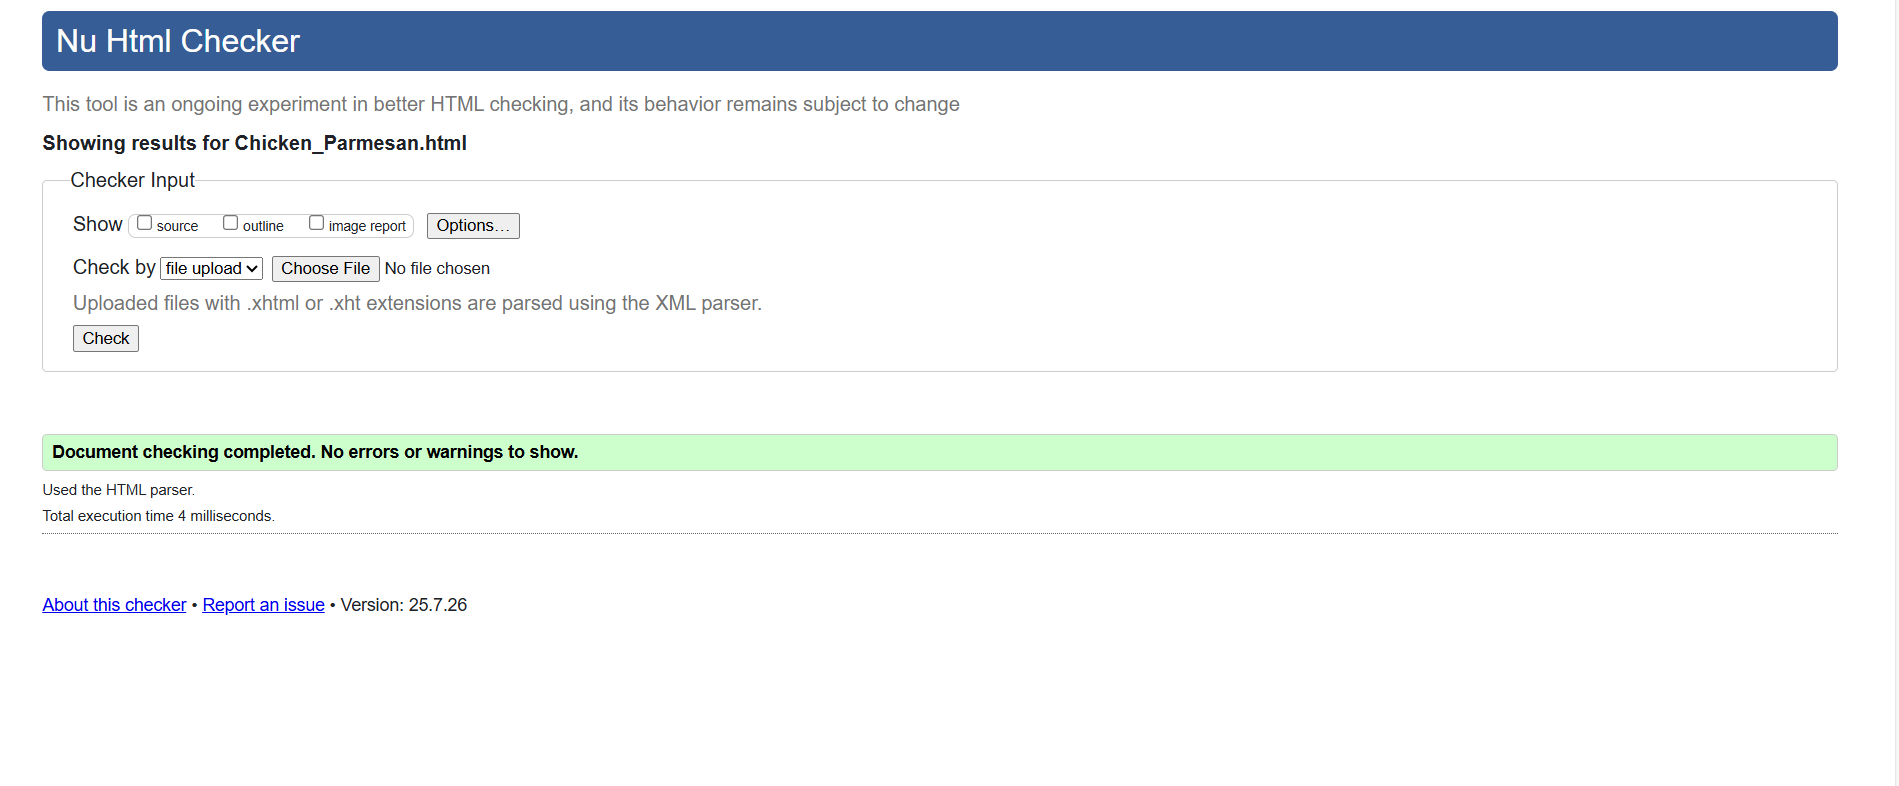 Nu Html Checker
This tool is an ongoing experiment in better HTML checking, and its behavior remains subject to change
Showing results for Chicken_Parmesan.html
Checker Input
Show source outline image report Options...
Check by file upload Choose File No file chosen
Uploaded files with .xhtml or .xht extensions are parsed using the XML parser.
Check
Document checking completed. No errors or warnings to show.
Used the HTML parser.
Total execution time 4 milliseconds.
About this checker • Report an issue • Version: 25.7.26